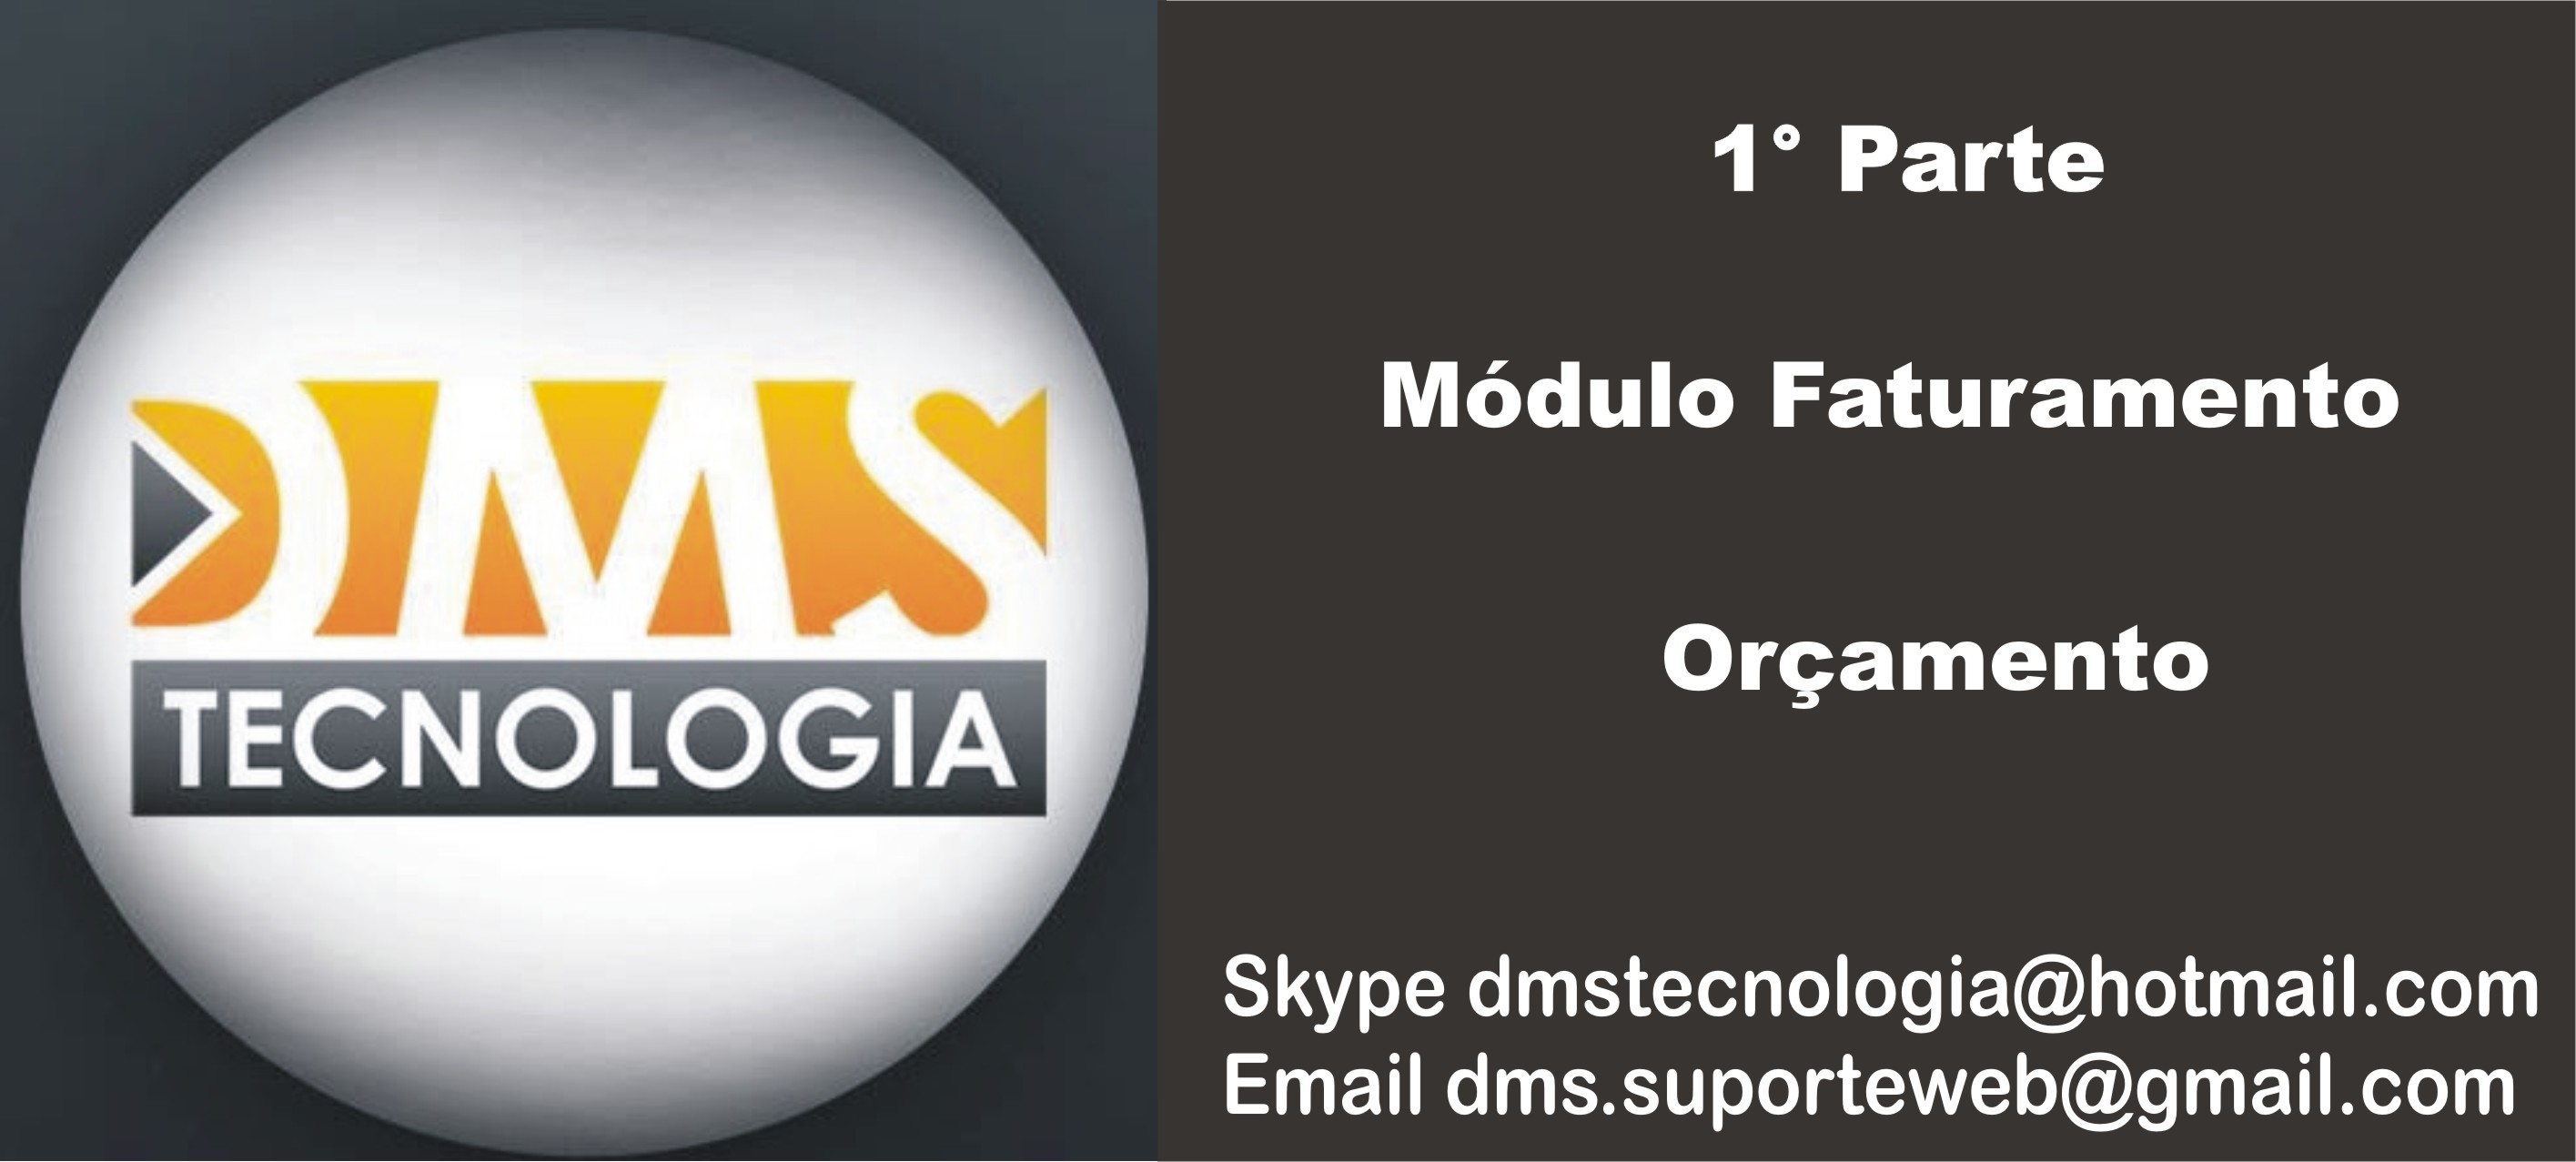 DMS
TECNOLOGIA
1° Parte
Módulo Faturamento
Orçamento
Skype dmstecnologia@hotmail.com
Email dms.suporteweb@gmail.com